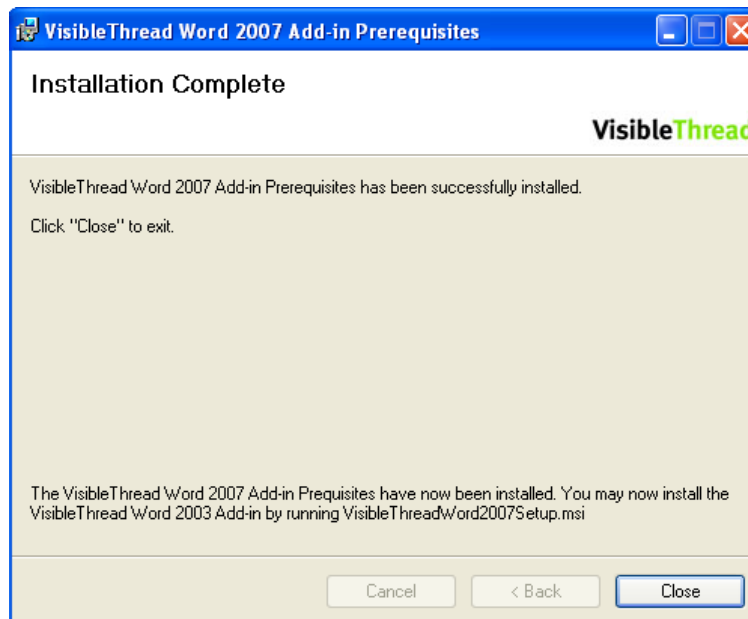 VisibleThread Word 2007 Add-in Prerequisites
Installation Complete
VisibleThread
VisibleThread Word 2007 Add-in Prerequisites has been successfully installed.
Click "Close" to exit.
The VisibleThread Word 2007 Add-in Prequisites have now been installed. You may now install the
VisibleThread Word 2003 Add-in by running VisibleThreadWord2007Setup.msi
Cancel
< Back
Close